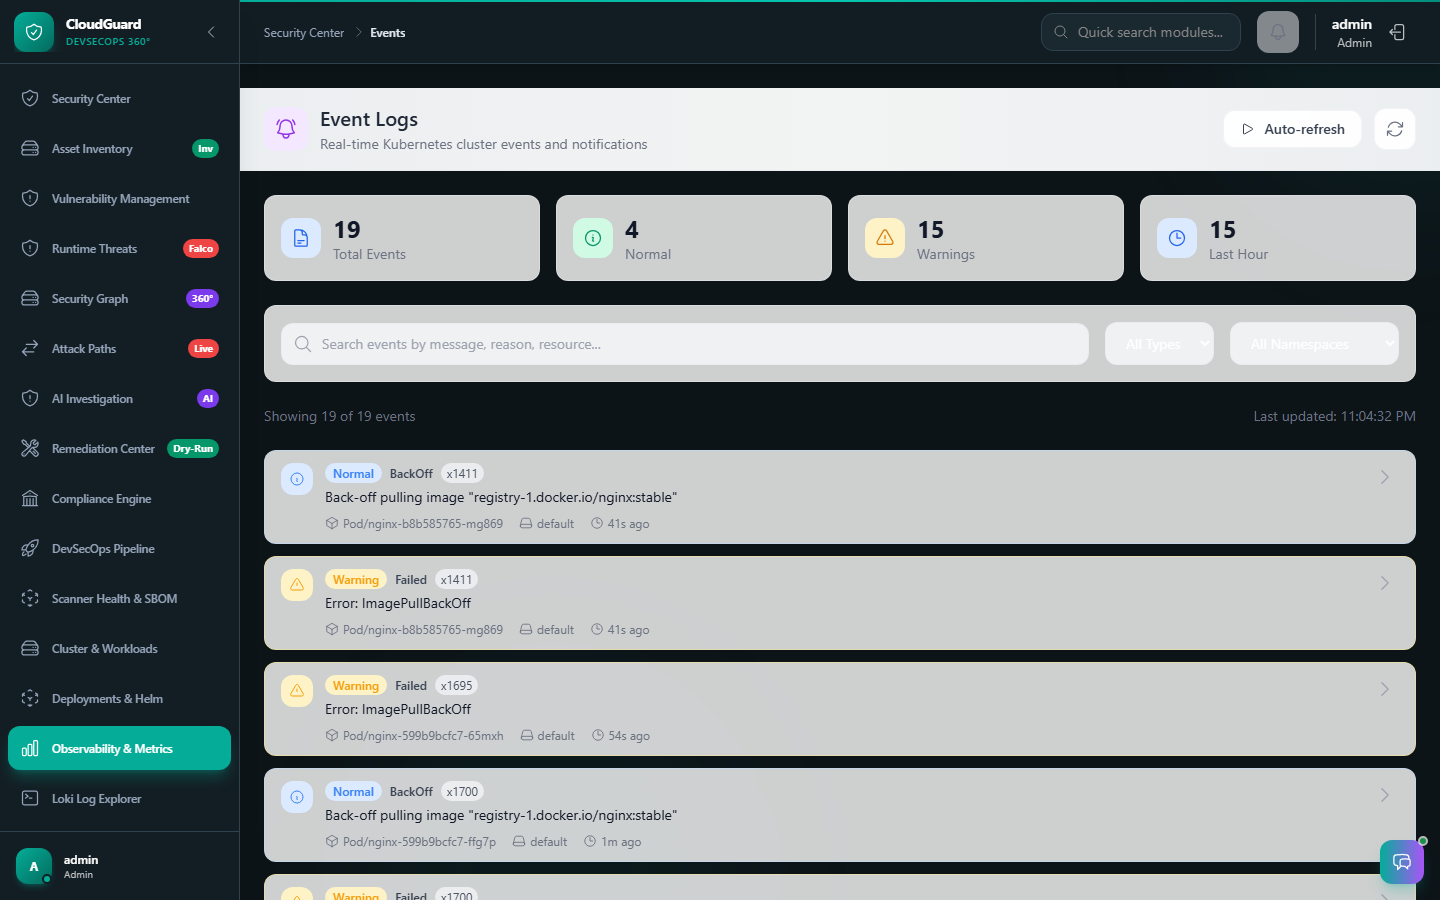 CloudGuard
DEVSECOPS 360°
Security Center
Asset Inventory Inv
Vulnerability Management
Runtime Threats Falco
Security Graph 360°
Attack Paths Live
AI Investigation AI
Remediation Center Dry-Run
Compliance Engine
DevSecOps Pipeline
Scanner Health & SBOM
Cluster & Workloads
Deployments & Helm
Observability & Metrics
Loki Log Explorer
A
admin
Admin
Security Center > Events
Quick search modules...
admin
Admin
Event Logs
Real-time Kubernetes cluster events and notifications
Auto-refresh
19
Total Events
4
Normal
15
Warnings
15
Last Hour
Search events by message, reason, resource...
All Types
All Namespaces
Showing 19 of 19 events
Last updated: 11:04:32 PM
Normal BackOff x1411
Back-off pulling image "registry-1.docker.io/nginx:stable"
Pod/nginx-b8b585765-mg869 default 41s ago
Warning Failed x1411
Error: ImagePullBackOff
Pod/nginx-b8b585765-mg869 default 41s ago
Warning Failed x1695
Error: ImagePullBackOff
Pod/nginx-599b9bcfc7-65mxh default 54s ago
Normal BackOff x1700
Back-off pulling image "registry-1.docker.io/nginx:stable"
Pod/nginx-599b9bcfc7-ffg7p default 1m ago
Warning Failed x1700